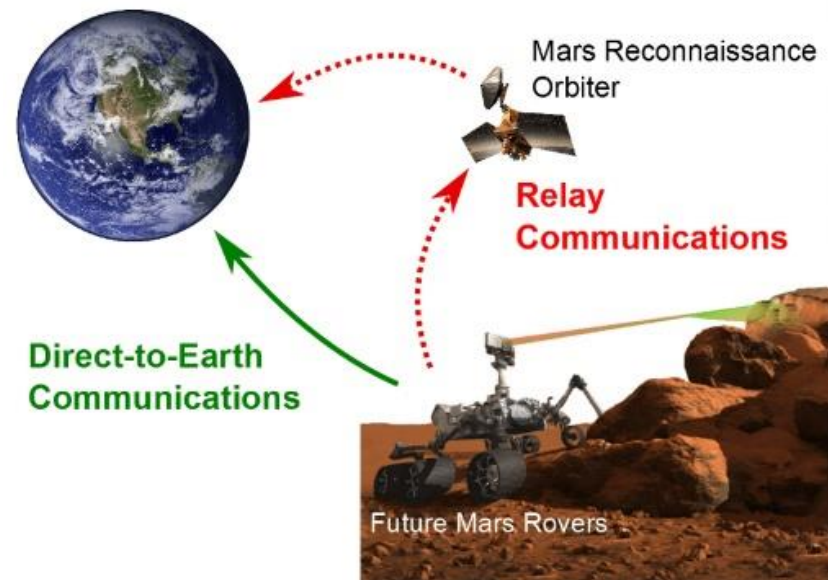 Mars Reconnaissance
Orbiter
Relay
Communications
Direct-to-Earth
Communications
Future Mars Rovers